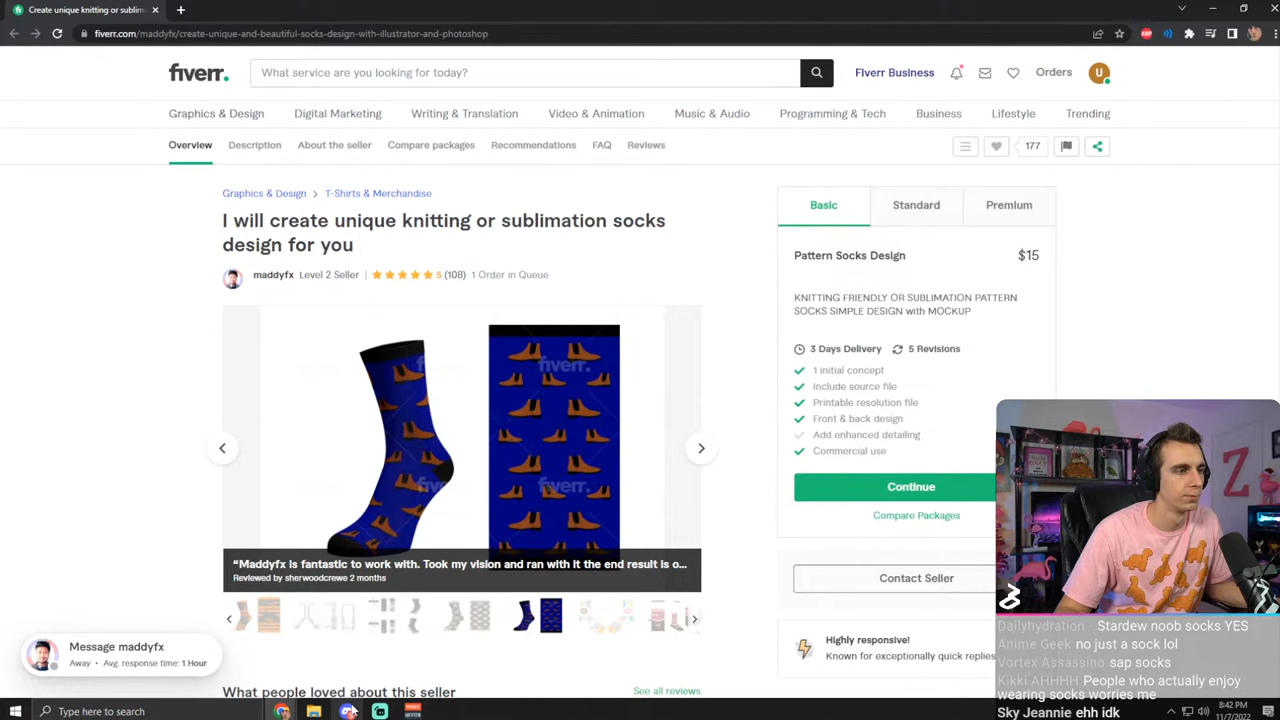 Create unique knitting or sublim
fiverr.com/maddyfx/create-unique-and-beautiful-socks-design-with-illustrator-and-photoshop
fiverr.
What service are you looking for today?
Fiverr Business
Orders
U
Graphics & Design
Digital Marketing
Writing & Translation
Video & Animation
Music & Audio
Programming & Tech
Business
Lifestyle
Trending
Overview
Description
About the seller
Compare packages
Recommendations
FAQ
Reviews
177
Graphics & Design > T-Shirts & Merchandise
I will create unique knitting or sublimation socks
design for you
maddyfx Level 2 Seller | 5 (108) 1 Order in Queue
fiverr.
fiverr.
“Maddyfx is fantastic to work with. Took my vision and ran with it the end result is o...
Reviewed by sherwoodcrewe 2 months
What people loved about this seller
See all reviews
Message maddyfx
Away • Avg. response time: 1 Hour
Basic
Standard
Premium
Pattern Socks Design
$15
KNITTING FRIENDLY OR SUBLIMATION PATTERN
SOCKS SIMPLE DESIGN with MOCKUP
3 Days Delivery
5 Revisions
1 initial concept
Include source file
Printable resolution file
Front & back design
Add enhanced detailing
Commercial use
Continue
Compare Packages
Contact Seller
Highly responsive!
Known for exceptionally quick replies
Z
Dailyhydration - Stardew noob socks YES
Anime Geek no just a sock lol
Vortex Assassino sap socks
Kikki AHHHH People who actually enjoy
wearing socks worries me
Sky Jeannie ehh idk
Type here to search
8:42 PM
11/7/2022